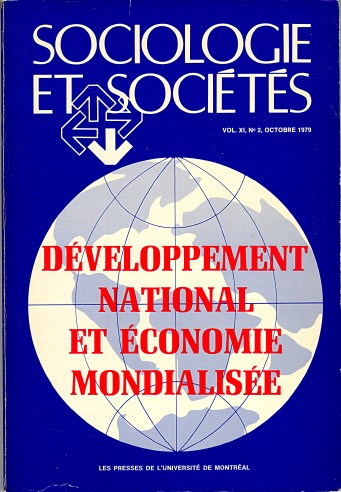 SOCIOLOGIE
ET SOCIÉTÉS
VOL. XI, Nº 2, OCTOBRE 1979
DÉVELOPPEMENT
NATIONAL
ET ÉCONOMIE
MONDIALISÉE
LES PRESSES DE L'UNIVERSITÉ DE MONTRÉAL